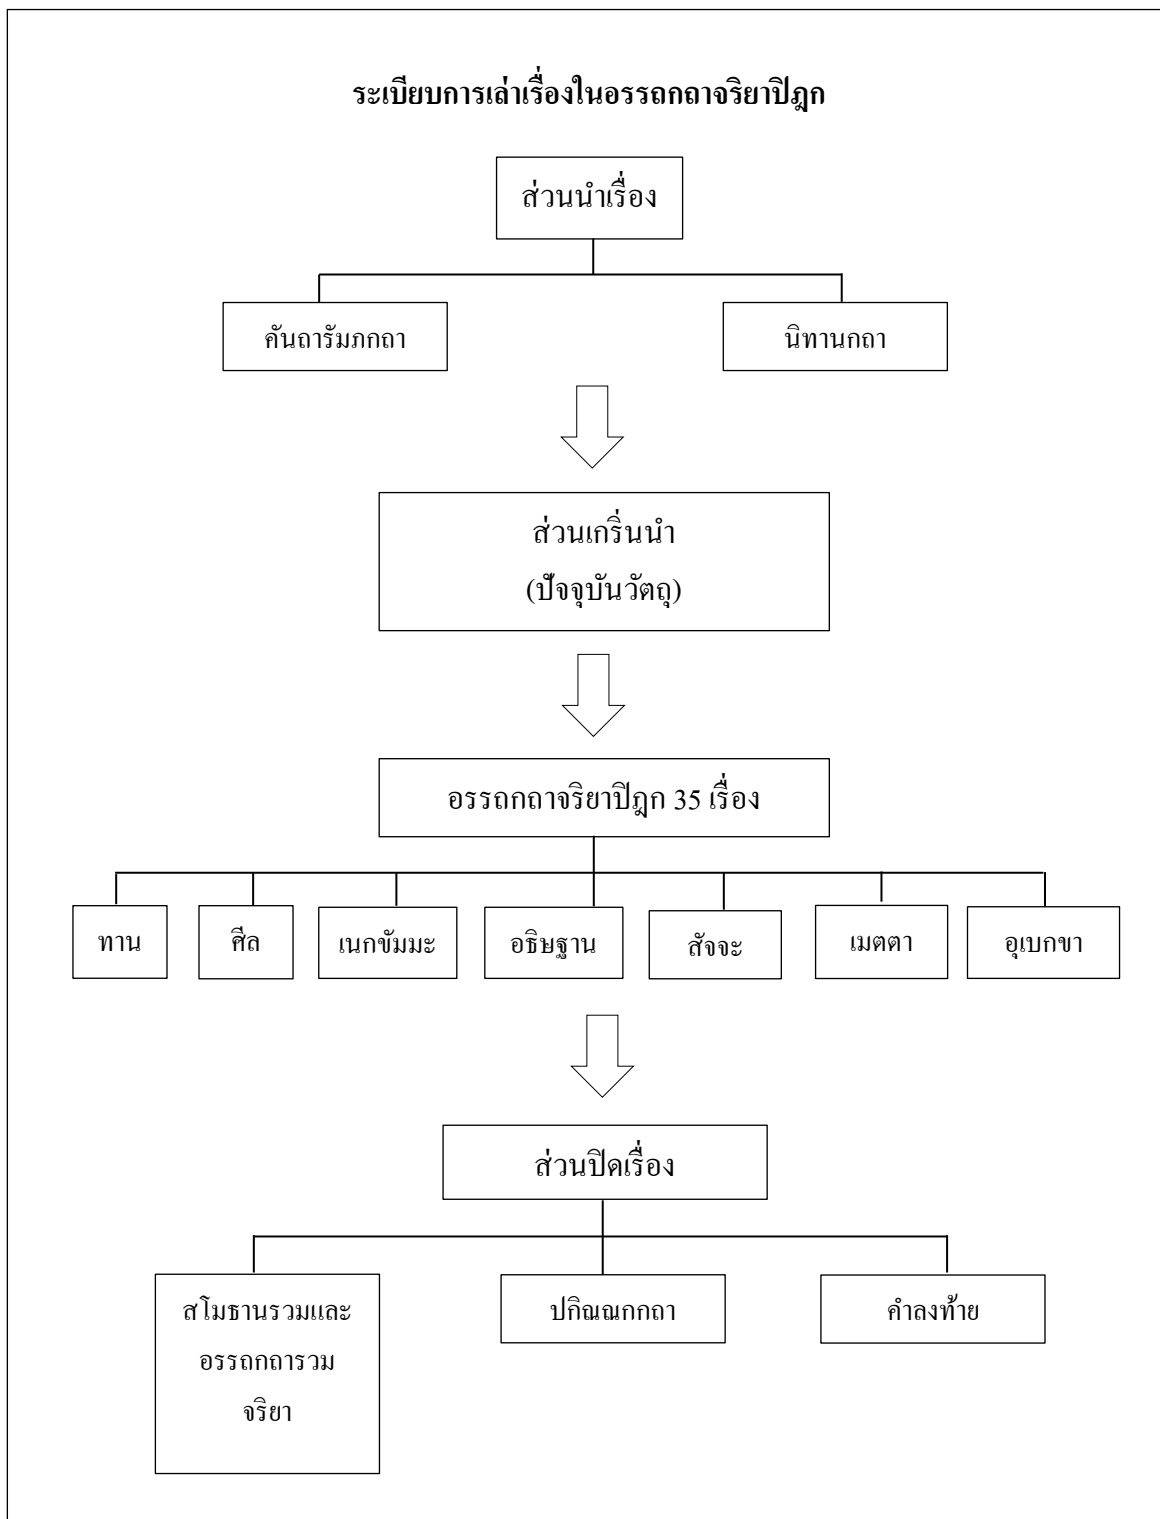 ระเบียบการเล่าเรื่องในอรรถกถาจริยาปิฎก
ส่วนนำเรื่อง
คันถารัมภกถา
นิทานกถา
ส่วนเกริ่นนำ
(ปัจจุบันวัตถุ)
อรรถกถาจริยาปิฎก 35 เรื่อง
ทาน
ศีล
เนกขัมมะ
อธิษฐาน
สัจจะ
เมตตา
อุเบกขา
ส่วนปิดเรื่อง
สโมธานรวมและ
อรรถกถารวม
จริยา
ปกิณณกกถา
คำลงท้าย